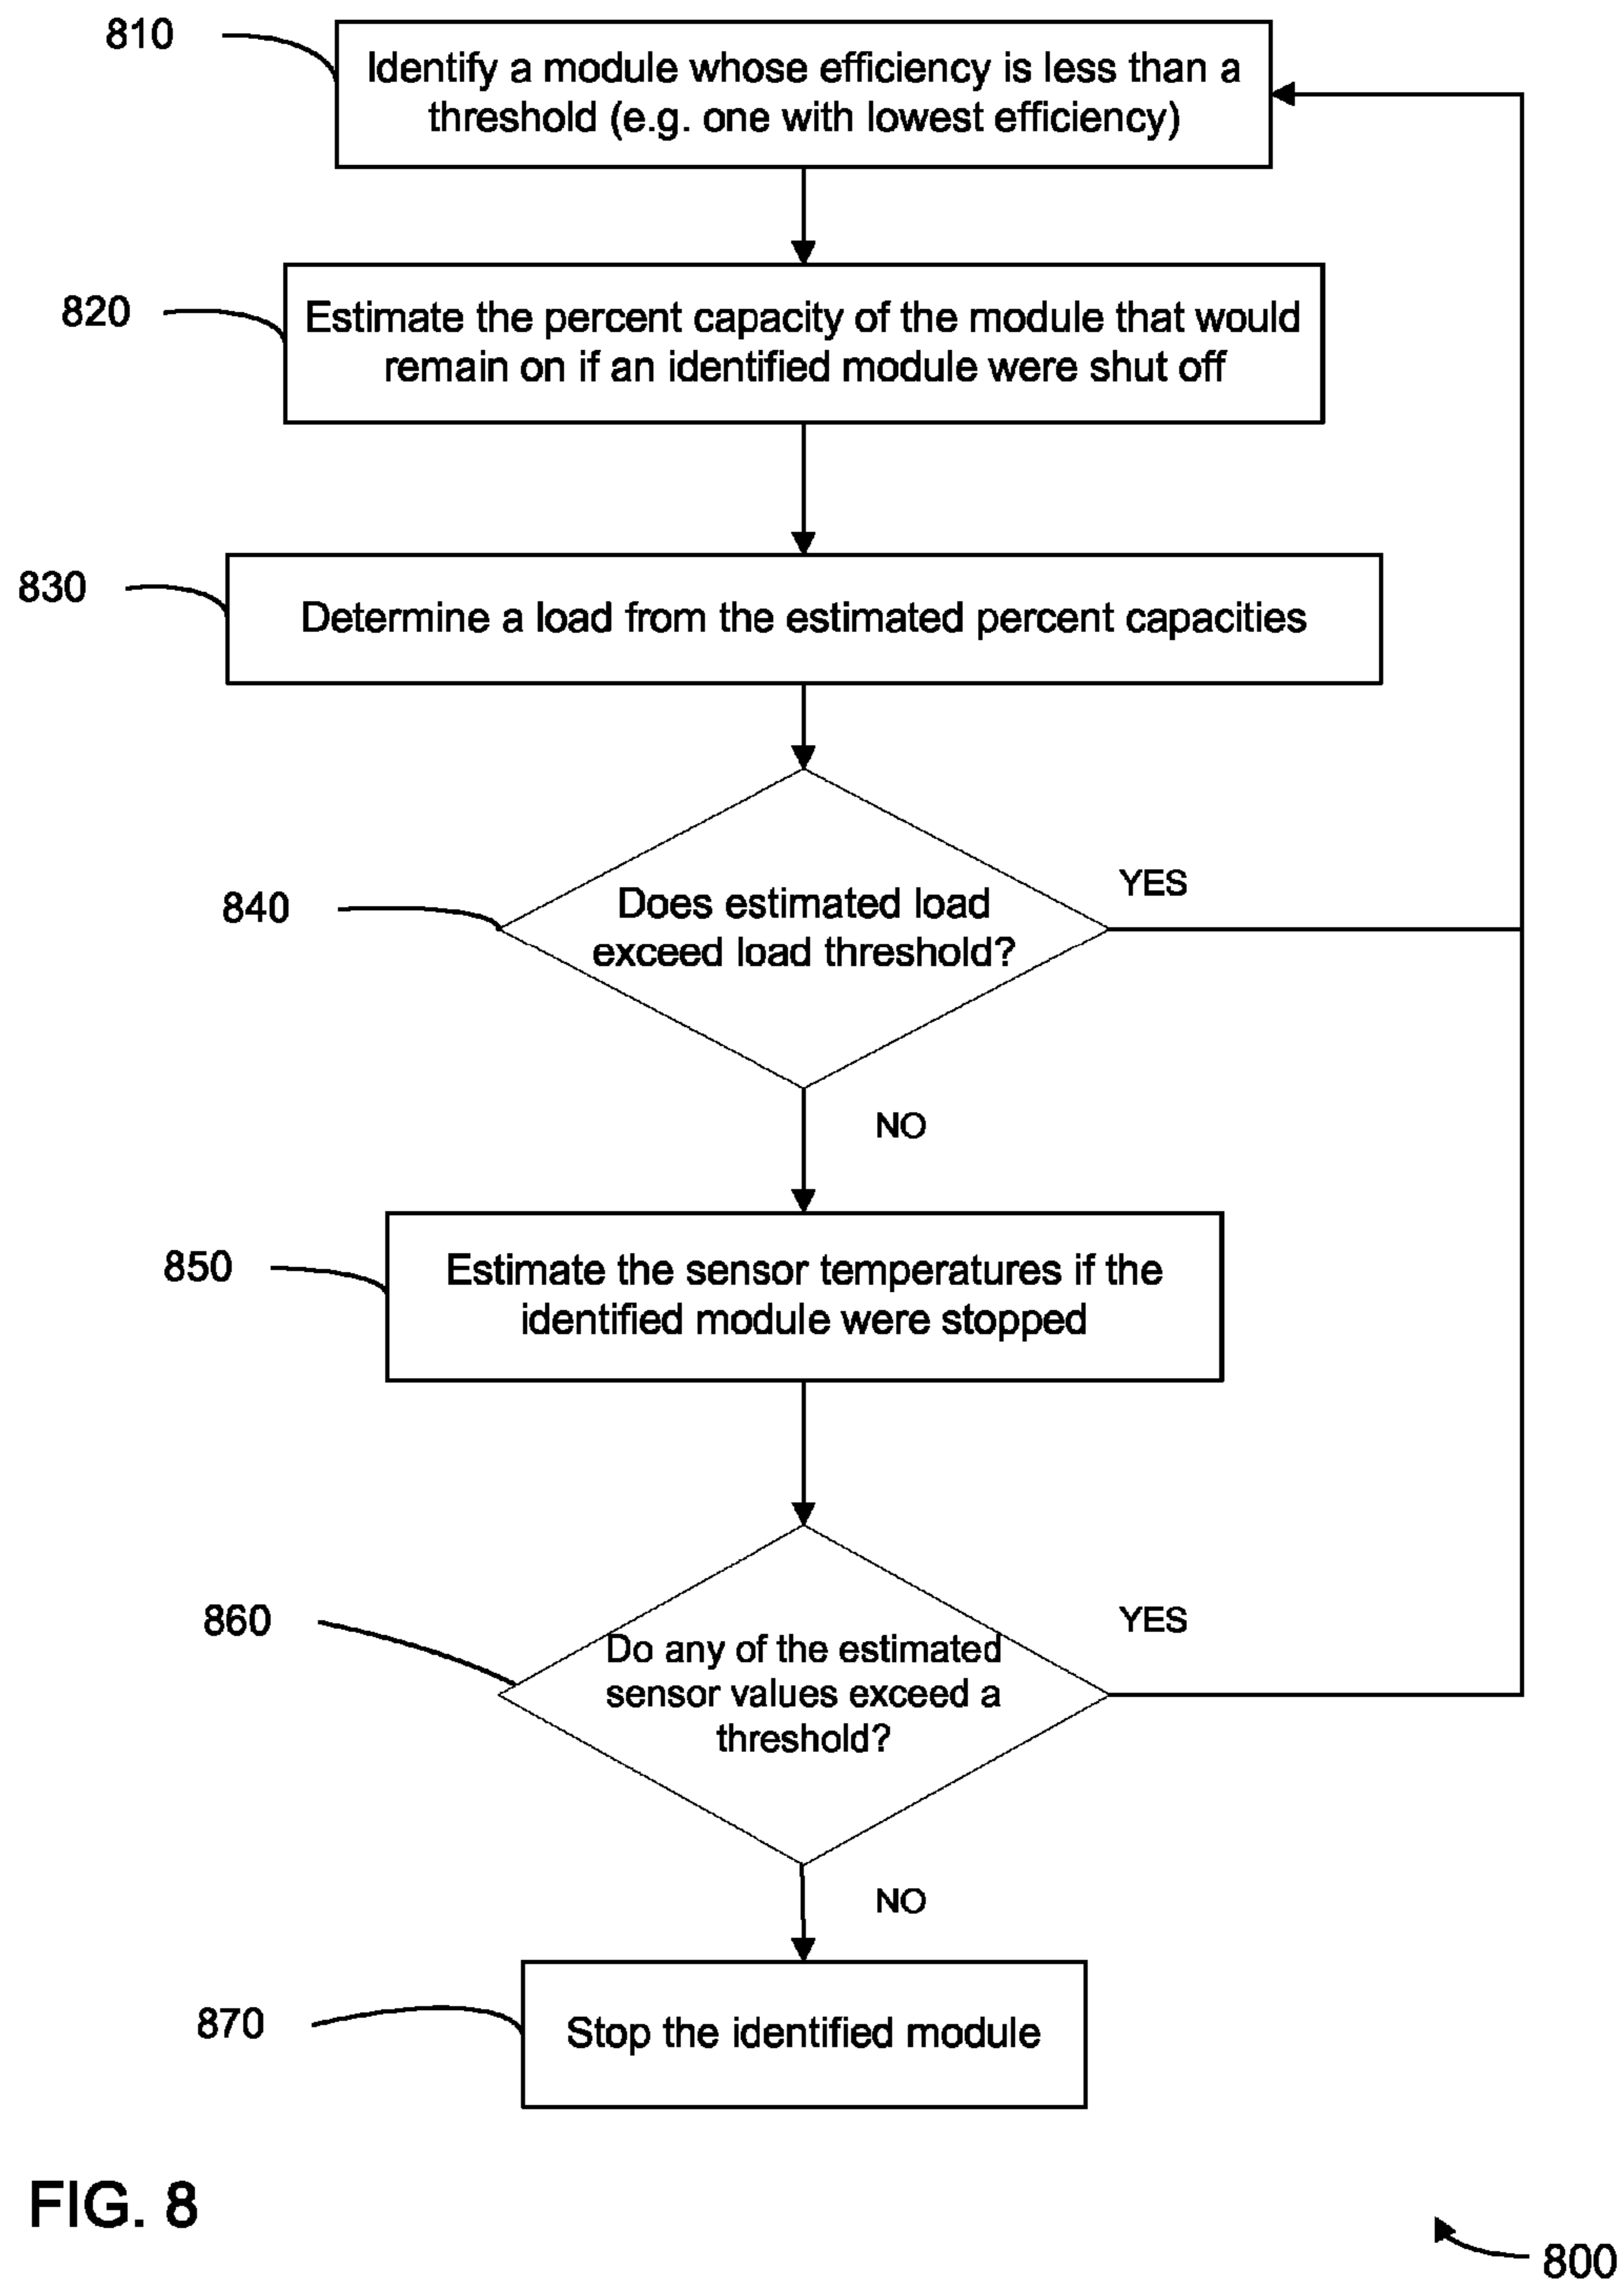 810
Identify a module whose efficiency is less than a
threshold (e.g. one with lowest efficiency)
820
Estimate the percent capacity of the module that would
remain on if an identified module were shut off
830
Determine a load from the estimated percent capacities
840
Does estimated load
exceed load threshold?
YES
NO
850
Estimate the sensor temperatures if the
identified module were stopped
860
Do any of the estimated
sensor values exceed a
threshold?
YES
NO
870
Stop the identified module
FIG. 8
800